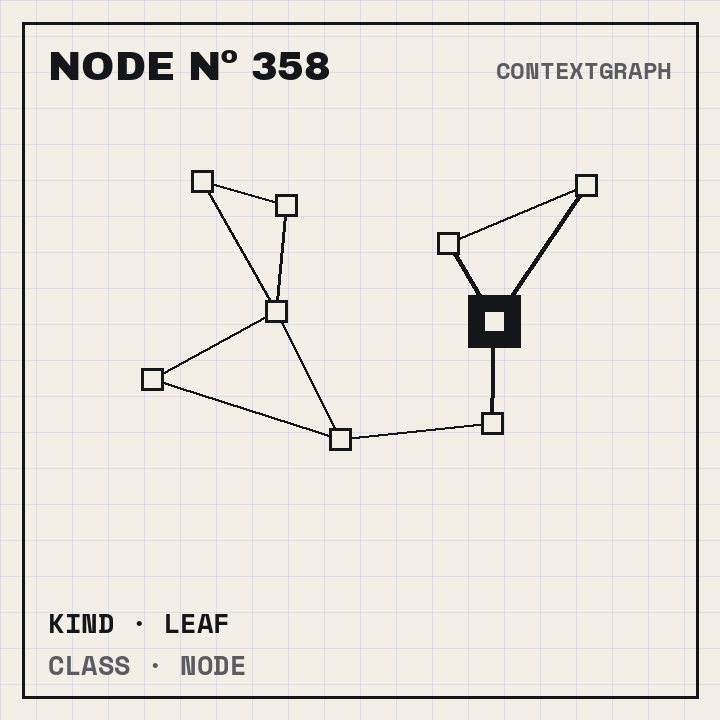 NODE Nº 358
CONTEXTGRAPH
KIND · LEAF
CLASS · NODE